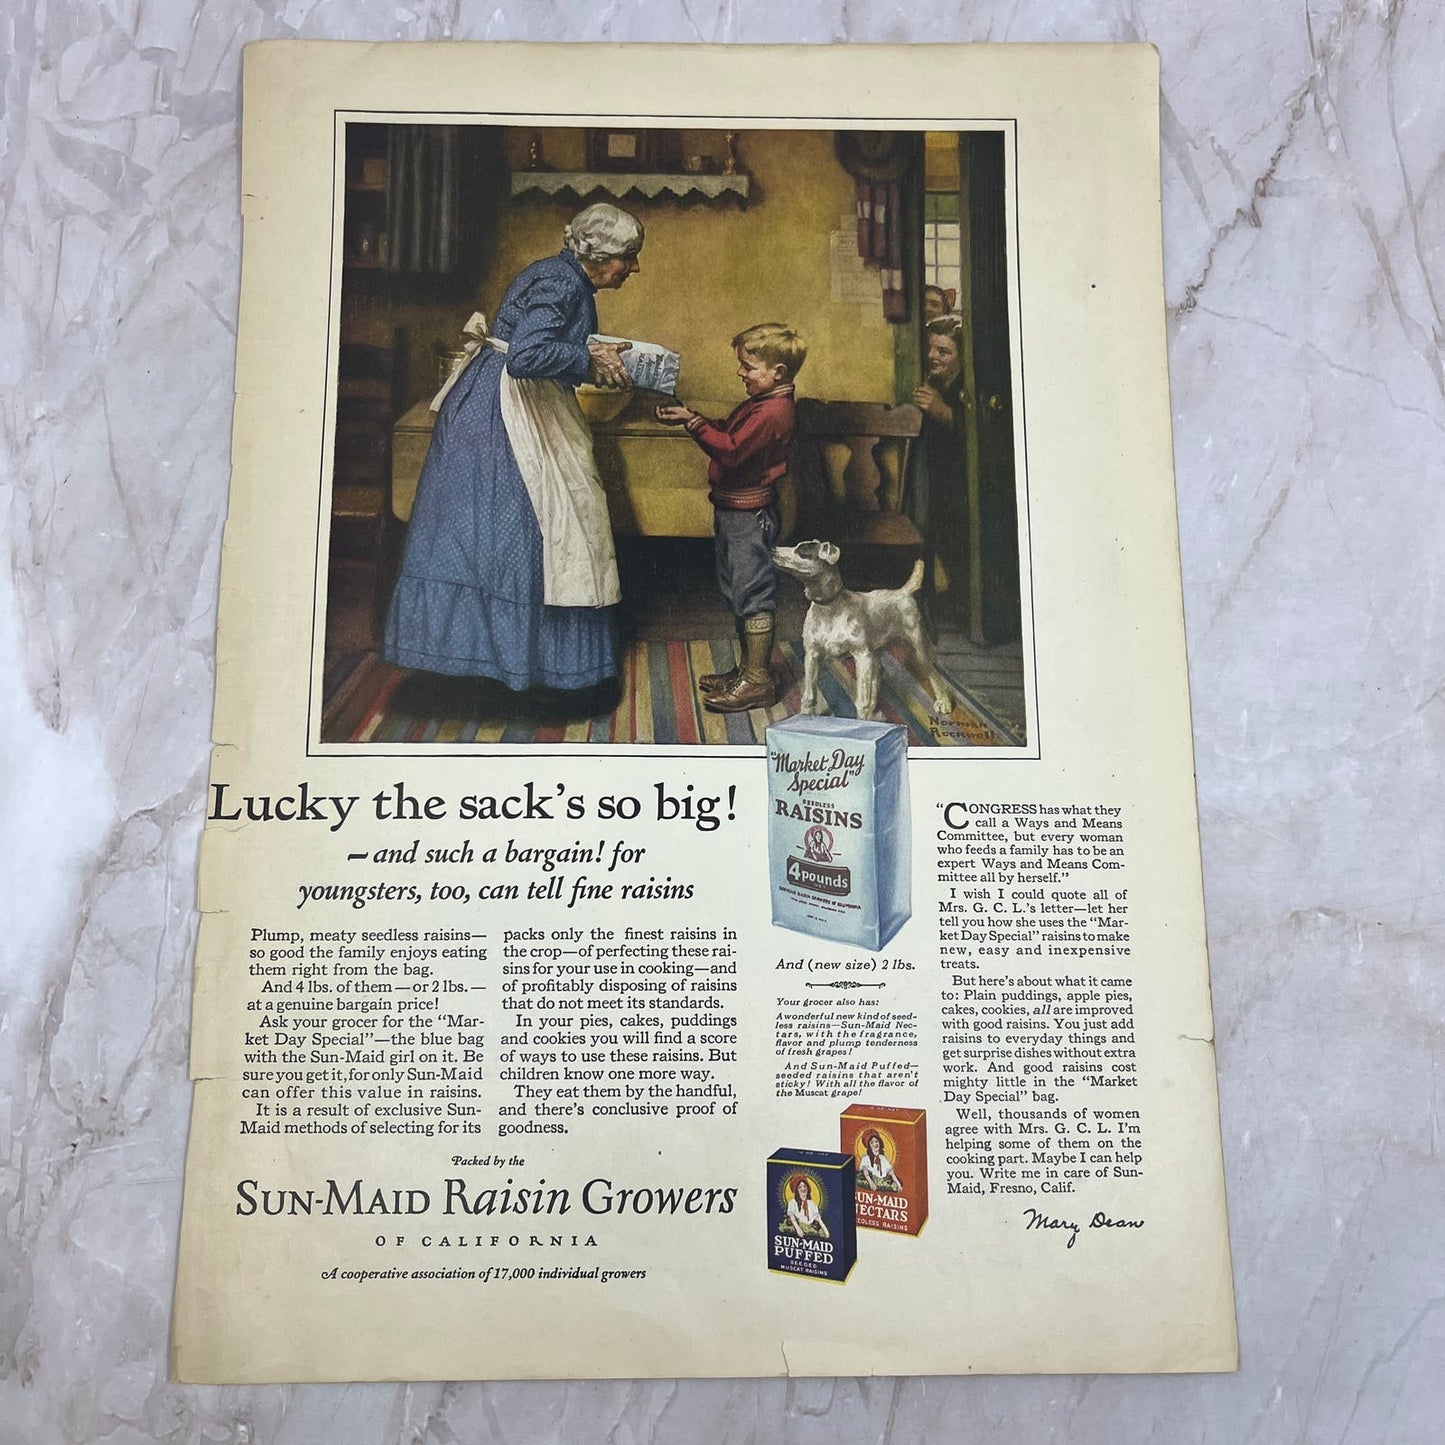 Norman
Rockwell
Lucky the sack's so big!
—and such a bargain! for
youngsters, too, can tell fine raisins
Plump, meaty seedless raisins—
so good the family enjoys eating
them right from the bag.
And 4 lbs. of them—or 2 lbs.—
at a genuine bargain price!
Ask your grocer for the "Mar-
ket Day Special"—the blue bag
with the Sun-Maid girl on it. Be
sure you get it, for only Sun-Maid
can offer this value in raisins.
It is a result of exclusive Sun-
Maid methods of selecting for its
packs only the finest raisins in
the crop—of perfecting these rai-
sins for your use in cooking—and
of profitably disposing of raisins
that do not meet its standards.
In your pies, cakes, puddings
and cookies you will find a score
of ways to use these raisins. But
children know one more way.
They eat them by the handful,
and there's conclusive proof of
goodness.
Packed by the
SUN-MAID Raisin Growers
OF CALIFORNIA
A cooperative association of 17,000 individual growers
"Market Day
Special"
SEEDLESS
RAISINS
4 pounds
NET
SUN-MAID RAISIN GROWERS OF CALIFORNIA
And (new size) 2 lbs.
Your grocer also has:
A wonderful new kind of seed-
less raisins—Sun-Maid Nec-
tars, with the fragrance,
flavor and plump tenderness
of fresh grapes!
And Sun-Maid Puffed—
seeded raisins that aren't
sticky! With all the flavor of
the Muscat grape!
SUN-MAID
NECTARS
SEEDLESS RAISINS
SUN-MAID
PUFFED
SEEDED
MUSCAT RAISINS
"CONGRESS has what they
call a Ways and Means
Committee, but every woman
who feeds a family has to be an
expert Ways and Means Com-
mittee all by herself."
I wish I could quote all of
Mrs. G. C. L.'s letter—let her
tell you how she uses the "Mar-
ket Day Special" raisins to make
new, easy and inexpensive
treats.
But here's about what it came
to: Plain puddings, apple pies,
cakes, cookies, all are improved
with good raisins. You just add
raisins to everyday things and
get surprise dishes without extra
work. And good raisins cost
mighty little in the "Market
Day Special" bag.
Well, thousands of women
agree with Mrs. G. C. L. I'm
helping some of them on the
cooking part. Maybe I can help
you. Write me in care of Sun-
Maid, Fresno, Calif.
Mary Dean